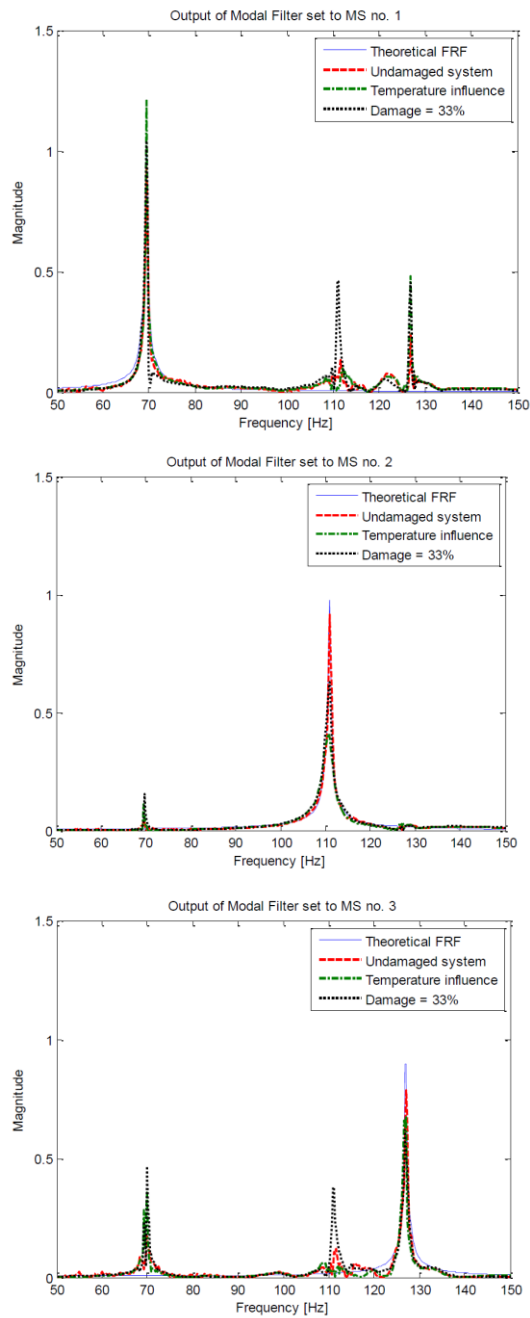 Output of Modal Filter set to MS no. 1
1.5
Theoretical FRF
Undamaged system
Temperature influence
Damage = 33%
1
Magnitude
0.5
0
50 60 70 80 90 100 110 120 130 140 150
Frequency [Hz]
Output of Modal Filter set to MS no. 2
1.5
Theoretical FRF
Undamaged system
Temperature influence
Damage = 33%
1
Magnitude
0.5
0
50 60 70 80 90 100 110 120 130 140 150
Frequency [Hz]
Output of Modal Filter set to MS no. 3
1.5
Theoretical FRF
Undamaged system
Temperature influence
Damage = 33%
1
Magnitude
0.5
0
50 60 70 80 90 100 110 120 130 140 150
Frequency [Hz]